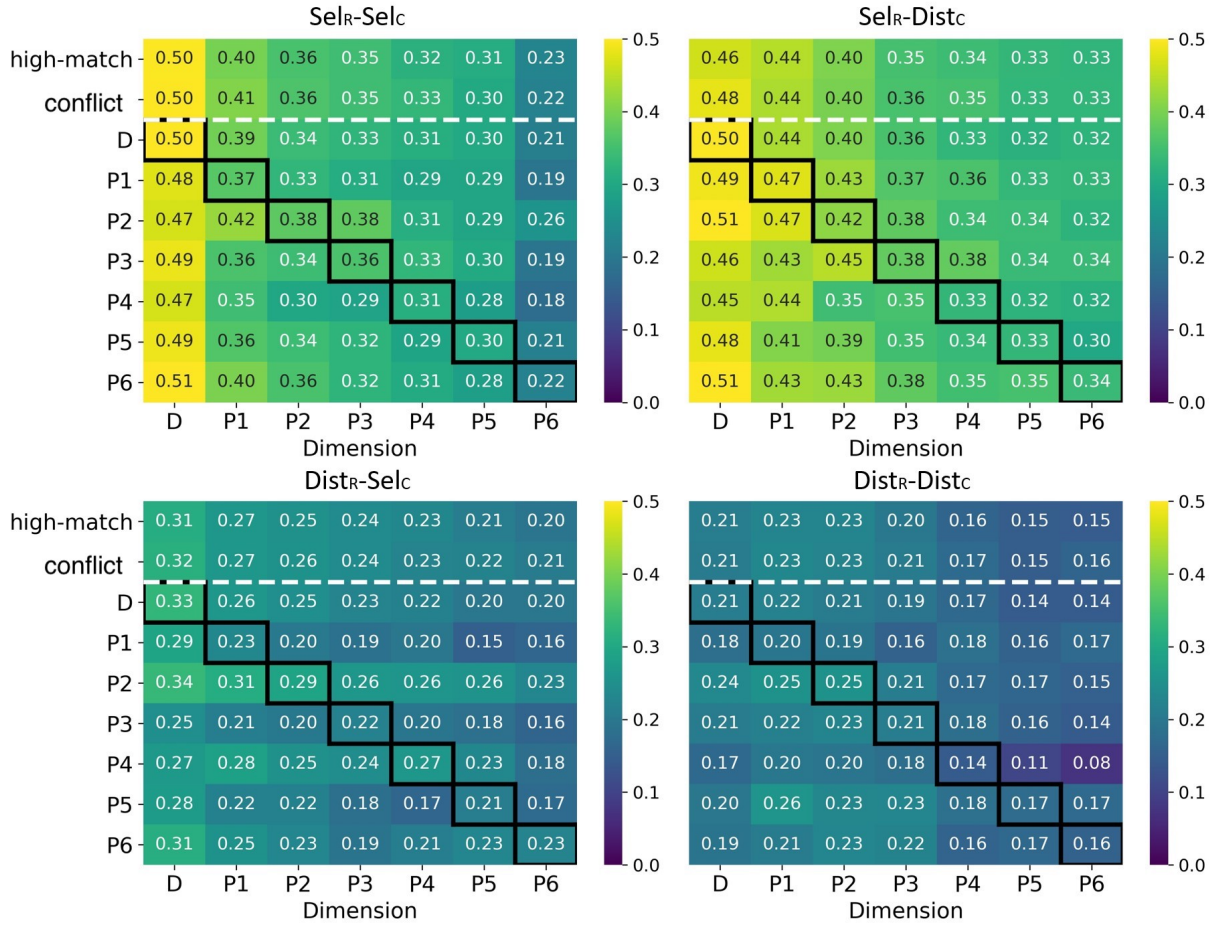 SelR-SelC
high-match 0.50 0.40 0.36 0.35 0.32 0.31 0.23
conflict 0.50 0.41 0.36 0.35 0.33 0.30 0.22
D 0.50 0.39 0.34 0.33 0.31 0.30 0.21
P1 0.48 0.37 0.33 0.31 0.29 0.29 0.19
P2 0.47 0.42 0.38 0.38 0.31 0.29 0.26
P3 0.49 0.36 0.34 0.36 0.33 0.30 0.19
P4 0.47 0.35 0.30 0.29 0.31 0.28 0.18
P5 0.49 0.36 0.34 0.32 0.29 0.30 0.21
P6 0.51 0.40 0.36 0.32 0.31 0.28 0.22
D P1 P2 P3 P4 P5 P6
Dimension
0.5
0.4
0.3
0.2
0.1
0.0
SelR-DistC
0.46 0.44 0.40 0.35 0.34 0.33 0.33
0.48 0.44 0.40 0.36 0.35 0.33 0.33
0.50 0.44 0.40 0.36 0.33 0.32 0.32
0.49 0.47 0.43 0.37 0.36 0.33 0.33
0.51 0.47 0.42 0.38 0.34 0.34 0.32
0.46 0.43 0.45 0.38 0.38 0.34 0.34
0.45 0.44 0.35 0.35 0.33 0.32 0.32
0.48 0.41 0.39 0.35 0.34 0.33 0.30
0.51 0.43 0.43 0.38 0.35 0.35 0.34
D P1 P2 P3 P4 P5 P6
Dimension
0.5
0.4
0.3
0.2
0.1
0.0
DistR-SelC
high-match 0.31 0.27 0.25 0.24 0.23 0.21 0.20
conflict 0.32 0.27 0.26 0.24 0.23 0.22 0.21
D 0.33 0.26 0.25 0.23 0.22 0.20 0.20
P1 0.29 0.23 0.20 0.19 0.20 0.15 0.16
P2 0.34 0.31 0.29 0.26 0.26 0.26 0.23
P3 0.25 0.21 0.20 0.22 0.20 0.18 0.16
P4 0.27 0.28 0.25 0.24 0.27 0.23 0.18
P5 0.28 0.22 0.22 0.18 0.17 0.21 0.17
P6 0.31 0.25 0.23 0.19 0.21 0.23 0.23
D P1 P2 P3 P4 P5 P6
Dimension
0.5
0.4
0.3
0.2
0.1
0.0
DistR-DistC
0.21 0.23 0.23 0.20 0.16 0.15 0.15
0.21 0.23 0.23 0.21 0.17 0.15 0.16
0.21 0.22 0.21 0.19 0.17 0.14 0.14
0.18 0.20 0.19 0.16 0.18 0.16 0.17
0.24 0.25 0.25 0.21 0.17 0.17 0.15
0.21 0.22 0.23 0.21 0.18 0.16 0.14
0.17 0.20 0.20 0.18 0.14 0.11 0.08
0.20 0.26 0.23 0.23 0.18 0.17 0.17
0.19 0.21 0.23 0.22 0.16 0.17 0.16
D P1 P2 P3 P4 P5 P6
Dimension
0.5
0.4
0.3
0.2
0.1
0.0